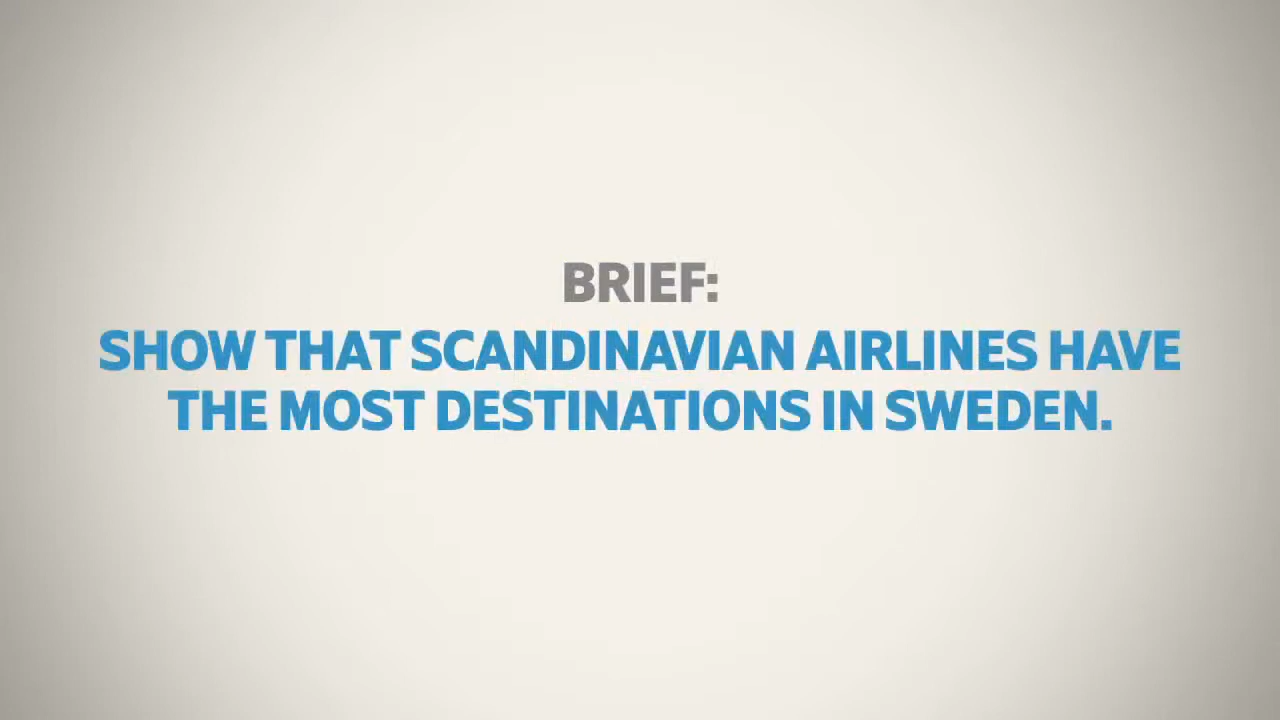 BRIEF:
SHOW THAT SCANDINAVIAN AIRLINES HAVE
THE MOST DESTINATIONS IN SWEDEN.